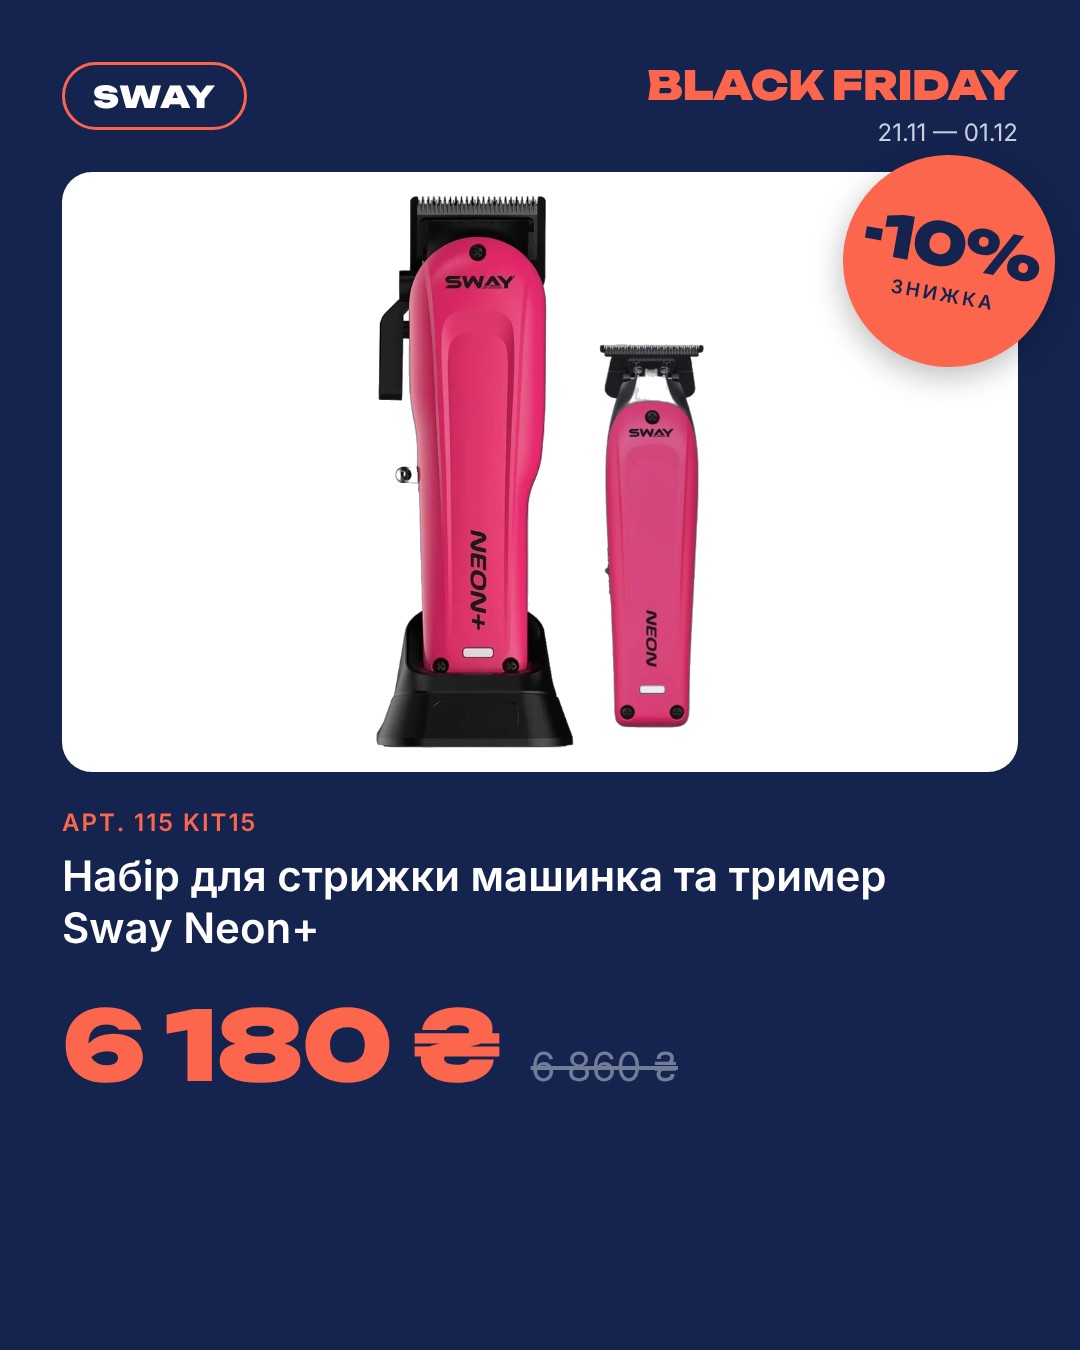 SWAY
BLACK FRIDAY
21.11 — 01.12
-10%
ЗНИЖКА
SWAY
NEON+
SWAY
NEON
АРТ. 115 KIT15
Набір для стрижки машинка та тример
Sway Neon+
6 180 ₴ 6 860 ₴